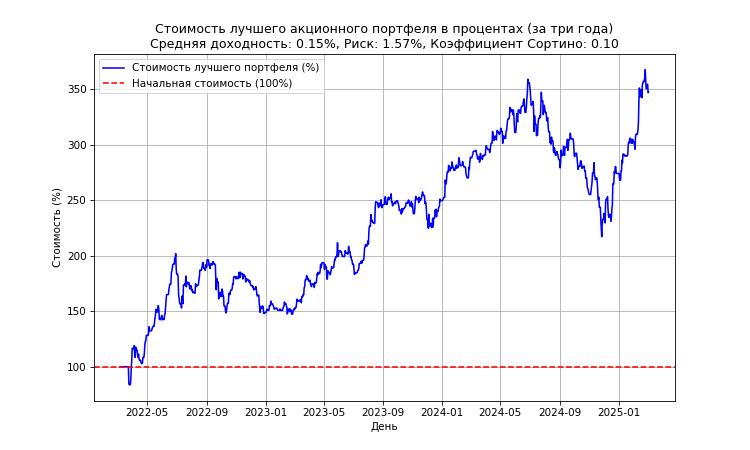 Стоимость лучшего акционного портфеля в процентах (за три года)
Средняя доходность: 0.15%, Риск: 1.57%, Коэффициент Сортино: 0.10
Стоимость лучшего портфеля (%)
Начальная стоимость (100%)
Стоимость (%)
350
300
250
200
150
100
2022-05 2022-09 2023-01 2023-05 2023-09 2024-01 2024-05 2024-09 2025-01
День